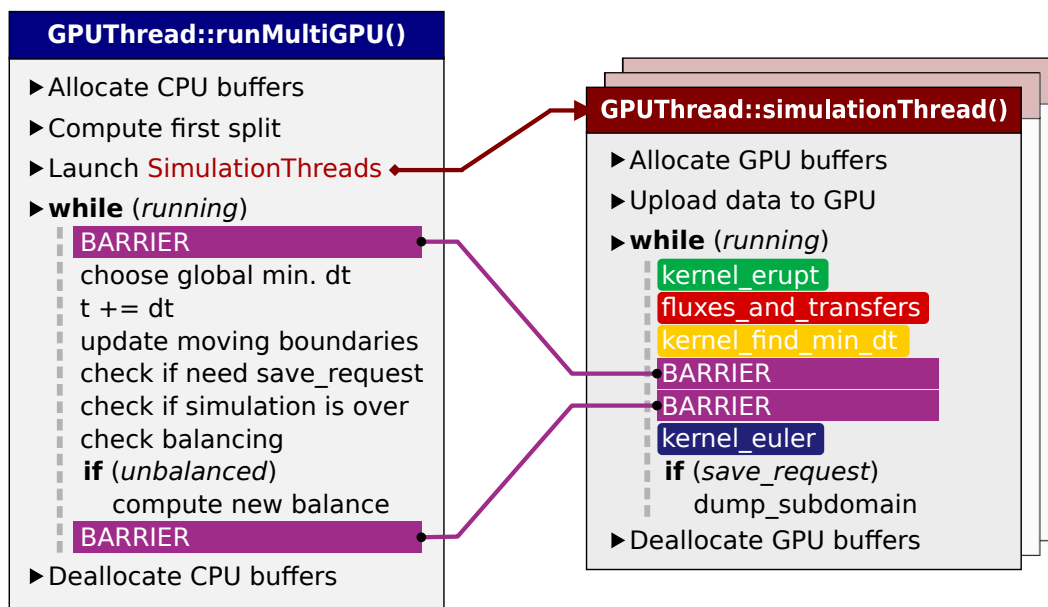 GPUThread::runMultiGPU()
Allocate CPU buffers
Compute first split
Launch SimulationThreads
while (running)
BARRIER
choose global min. dt
t += dt
update moving boundaries
check if need save_request
check if simulation is over
check balancing
if (unbalanced)
compute new balance
BARRIER
Deallocate CPU buffers
GPUThread::simulationThread()
Allocate GPU buffers
Upload data to GPU
while (running)
kernel_erupt
fluxes_and_transfers
kernel_find_min_dt
BARRIER
BARRIER
kernel_euler
if (save_request)
dump_subdomain
Deallocate GPU buffers